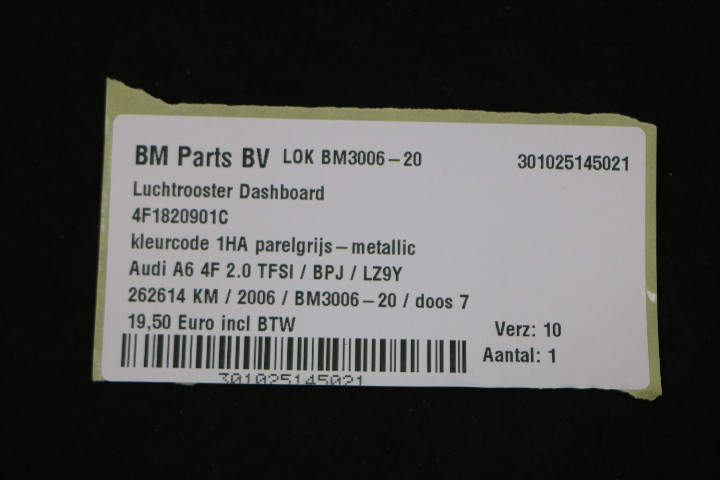 BM Parts BV LOK BM3006-20 301025145021
Luchtrooster Dashboard
4F1820901C
kleurcode 1HA parelgrijs-metallic
Audi A6 4F 2.0 TFSI / BPJ / LZ9Y
262614 KM / 2006 / BM3006-20 / doos 7
19,50 Euro incl BTW Verz: 10
Aantal: 1
301025145021